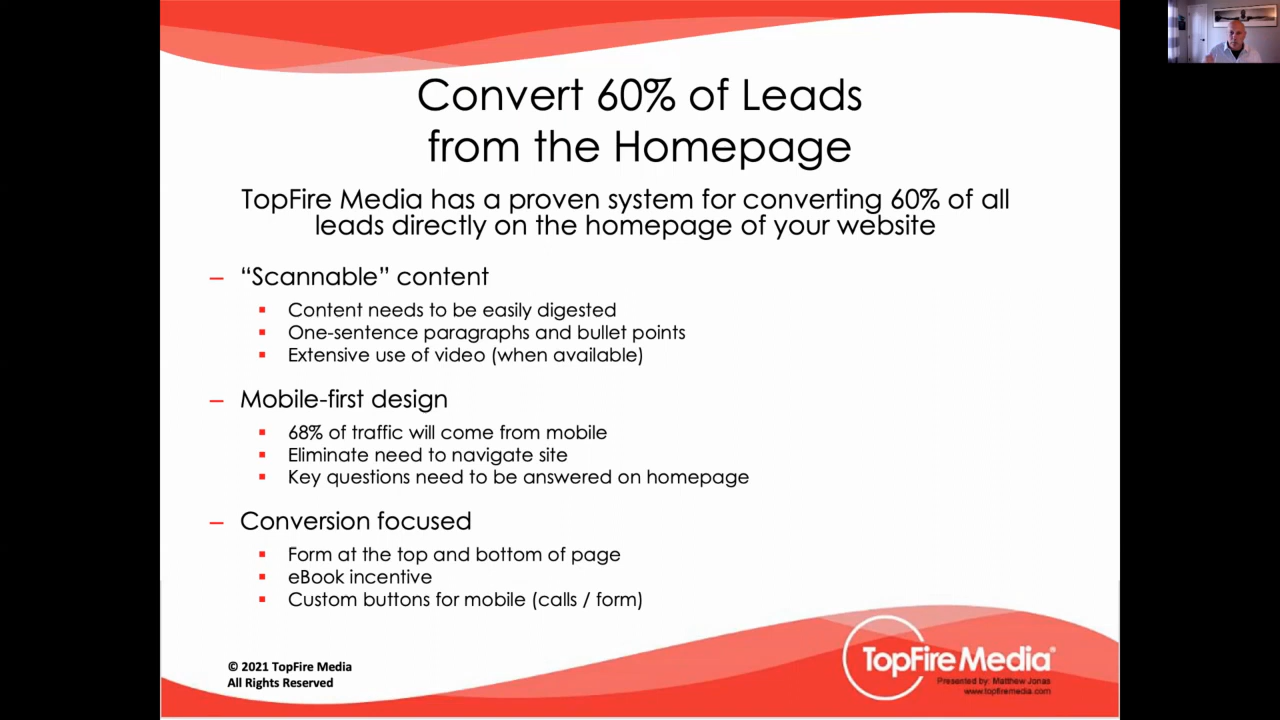 Convert 60% of Leads
from the Homepage
TopFire Media has a proven system for converting 60% of all
leads directly on the homepage of your website
– “Scannable” content
▪ Content needs to be easily digested
▪ One-sentence paragraphs and bullet points
▪ Extensive use of video (when available)
– Mobile-first design
▪ 68% of traffic will come from mobile
▪ Eliminate need to navigate site
▪ Key questions need to be answered on homepage
– Conversion focused
▪ Form at the top and bottom of page
▪ eBook incentive
▪ Custom buttons for mobile (calls / form)
© 2021 TopFire Media
All Rights Reserved
TopFire Media®
Presented by: Matthew Jonas
www.topfiremedia.com